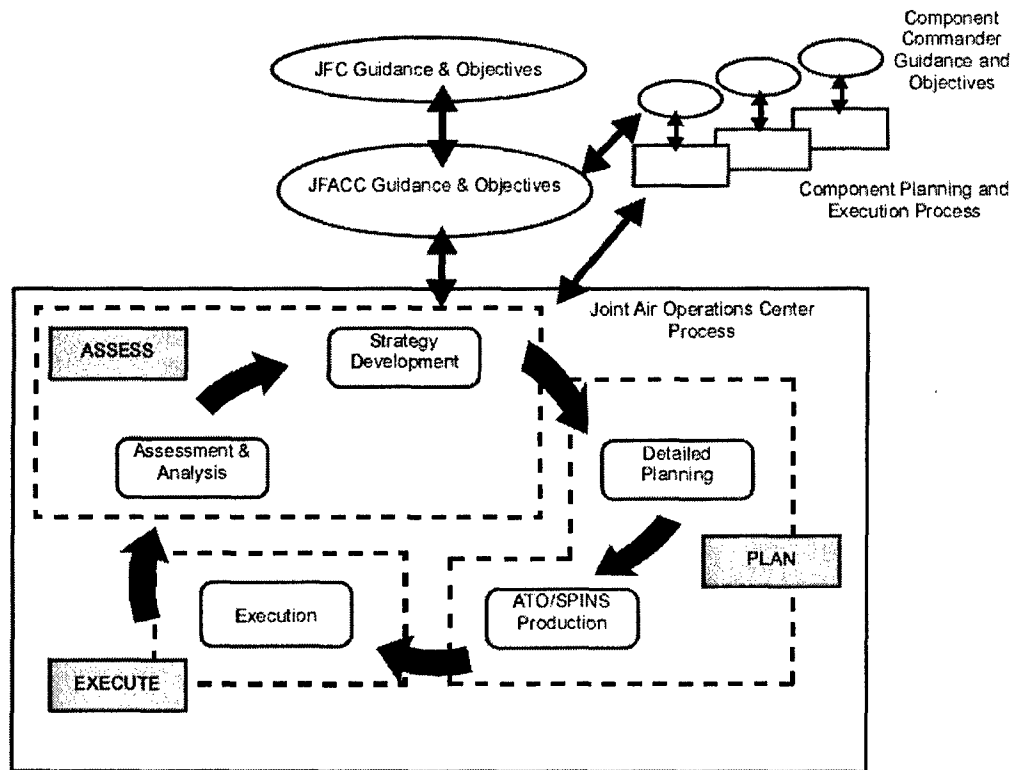 Component
Commander
Guidance and
Objectives
JFC Guidance & Objectives
JFACC Guidance & Objectives
Component Planning and
Execution Process
Joint Air Operations Center
Process
ASSESS
Strategy
Development
Assessment &
Analysis
Detailed
Planning
PLAN
ATO/SPINS
Production
Execution
EXECUTE